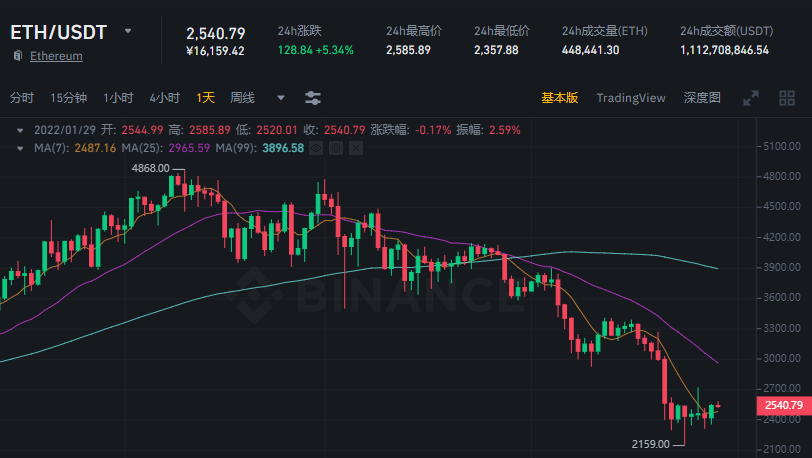 ETH/USDT
Ethereum
2,540.79
¥16,159.42
24h涨跌
128.84 +5.34%
24h最高价
2,585.89
24h最低价
2,357.88
24h成交量(ETH)
448,441.30
24h成交额(USDT)
1,112,708,846.54
分时 15分钟 1小时 4小时 1天 周线
基本版 TradingView 深度图
2022/01/29 开: 2544.99 高: 2585.89 低: 2520.01 收: 2540.79 涨跌幅: -0.17% 振幅: 2.59%
MA(7): 2487.16 MA(25): 2965.59 MA(99): 3896.58
4868.00
2159.00
BINANCE
5100.00
4800.00
4500.00
4200.00
3900.00
3600.00
3300.00
3000.00
2700.00
2540.79
2400.00
2100.00